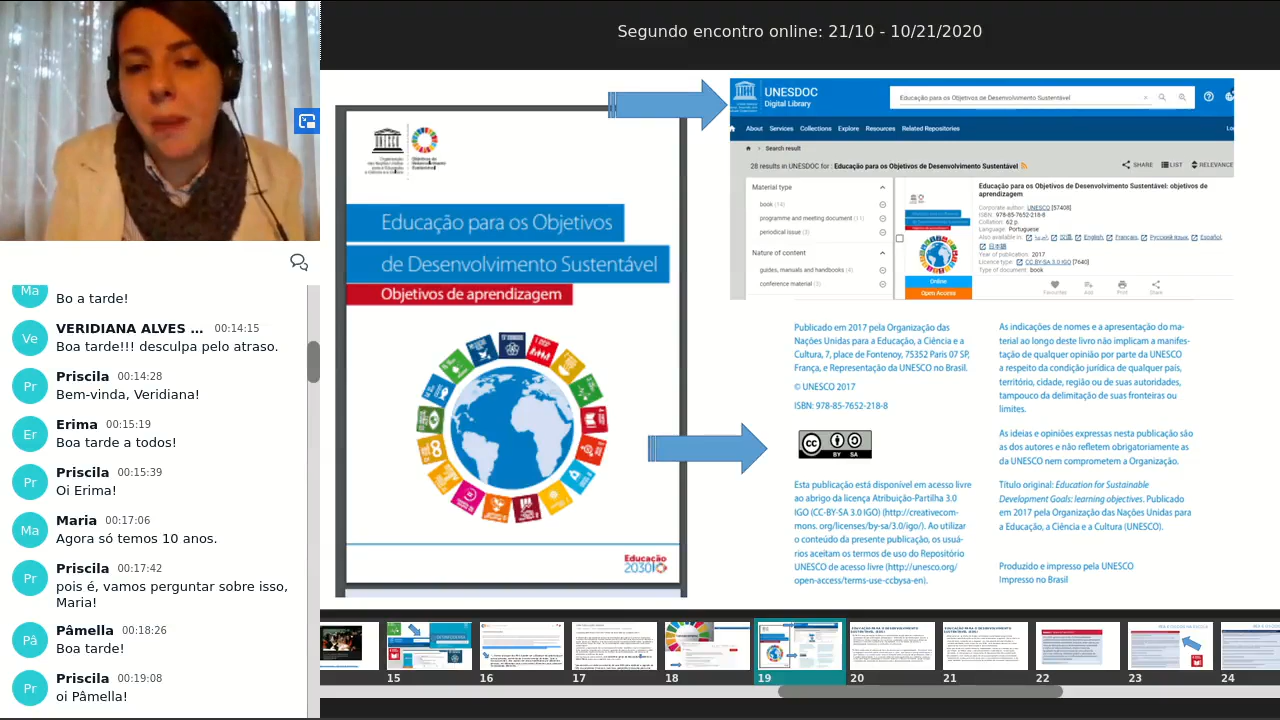 Segundo encontro online: 21/10 - 10/21/2020
Ma
Bo a tarde!
Ve
VERIDIANA ALVES ... 00:14:15
Boa tarde!!! desculpa pelo atraso.
Pr
Priscila 00:14:28
Bem-vinda, Veridiana!
Er
Erima 00:15:19
Boa tarde a todos!
Pr
Priscila 00:15:39
Oi Erima!
Ma
Maria 00:17:06
Agora só temos 10 anos.
Pr
Priscila 00:17:42
pois é, vamos perguntar sobre isso,
Maria!
Pâ
Pâmella! 00:18:26
Boa tarde!
Pr
Priscila 00:19:08
oi Pâmella!
Educação para os Objetivos
de Desenvolvimento Sustentável
Objetivos de aprendizagem
Educação
2030
UNESDOC
Digital Library
Educação para os Objetivos de Desenvolvimento Sustentável
About Services Collections Explore Resources Related Repositories
Search result
28 results in UNESDOC for : Educação para os Objetivos de Desenvolvimento Sustentável
SHARE LIST RELEVANCE
Material type
book (14)
programme and meeting document (11)
periodical issue (3)
Nature of content
guides, manuals and handbooks (4)
conference material (3)
Online
Open Access
Educação para os Objetivos de Desenvolvimento Sustentável: objetivos de
aprendizagem
Corporate author: UNESCO [57408]
ISBN: 978-85-7652-218-8
Collation: 62 p.
Language: Portuguese
Also available in: العربية, 汉语, English, Français, Русский язык, Español,
日本語
Year of publication: 2017
Licence type: CC BY-SA 3.0 IGO [7640]
Type of document: book
Favourites Add Print Share
Publicado em 2017 pela Organização das
Nações Unidas para a Educação, a Ciência e a
Cultura, 7, place de Fontenoy, 75352 Paris 07 SP,
França, e Representação da UNESCO no Brasil.
© UNESCO 2017
ISBN: 978-85-7652-218-8
CC BY SA
Esta publicação está disponível em acesso livre
ao abrigo da licença Atribuição-Partilha 3.0
IGO (CC-BY-SA 3.0 IGO) (http://creativecom-
mons. org/licenses/by-sa/3.0/igo/). Ao utilizar
o conteúdo da presente publicação, os usuá-
rios aceitam os termos de uso do Repositório
UNESCO de acesso livre (http://unesco.org/
open-access/terms-use-ccbysa-en).
As indicações de nomes e a apresentação do ma-
terial ao longo deste livro não implicam a manifes-
tação de qualquer opinião por parte da UNESCO
a respeito da condição jurídica de qualquer país,
território, cidade, região ou de suas autoridades,
tampouco da delimitação de suas fronteiras ou
limites.
As ideias e opiniões expressas nesta publicação são
as dos autores e não refletem obrigatoriamente as
da UNESCO nem comprometem a Organização.
Título original: Education for Sustainable
Development Goals: learning objectives. Publicado
em 2017 pela Organização das Nações Unidas para
a Educação, a Ciência e a Cultura (UNESCO).
Produzido e impresso pela UNESCO
Impresso no Brasil
15 16 17 18 19 20 21 22 23 24